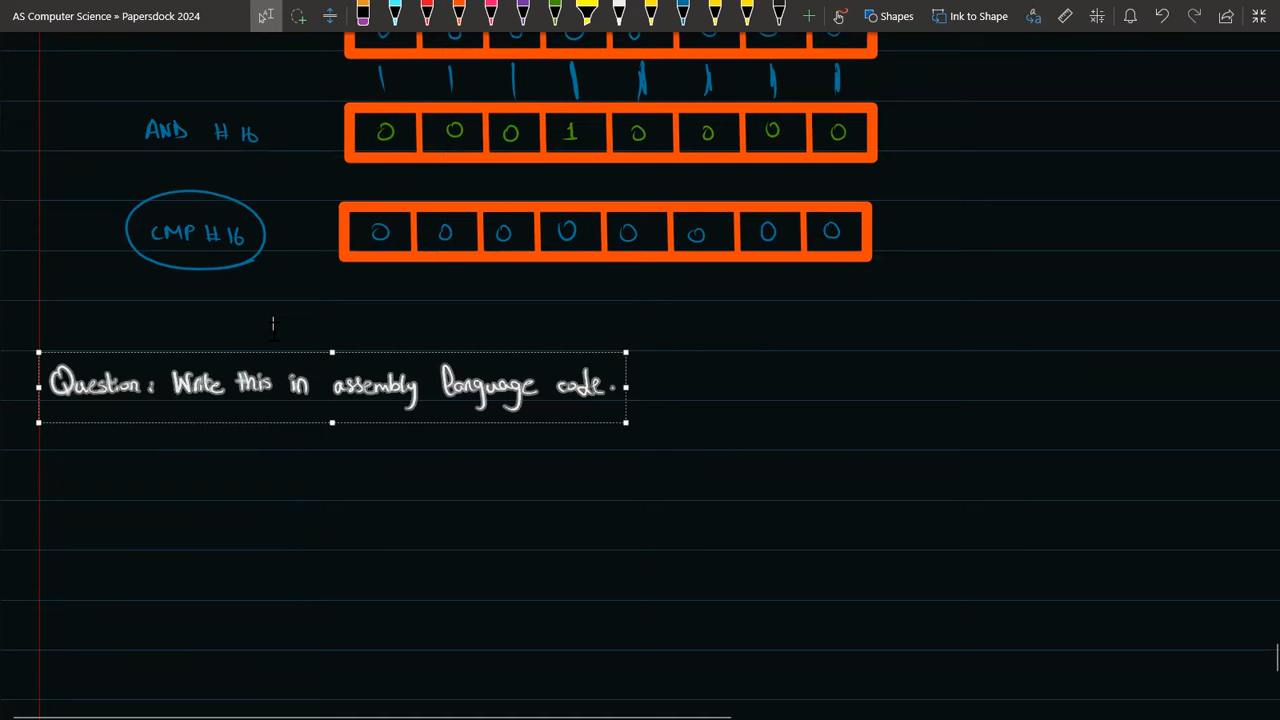 AS Computer Science » Papersdock 2024
Shapes
Ink to Shape
AND # 16
0 0 0 1 0 0 0 0
CMP # 16
0 0 0 0 0 0 0 0
Question: Write this in assembly language code.